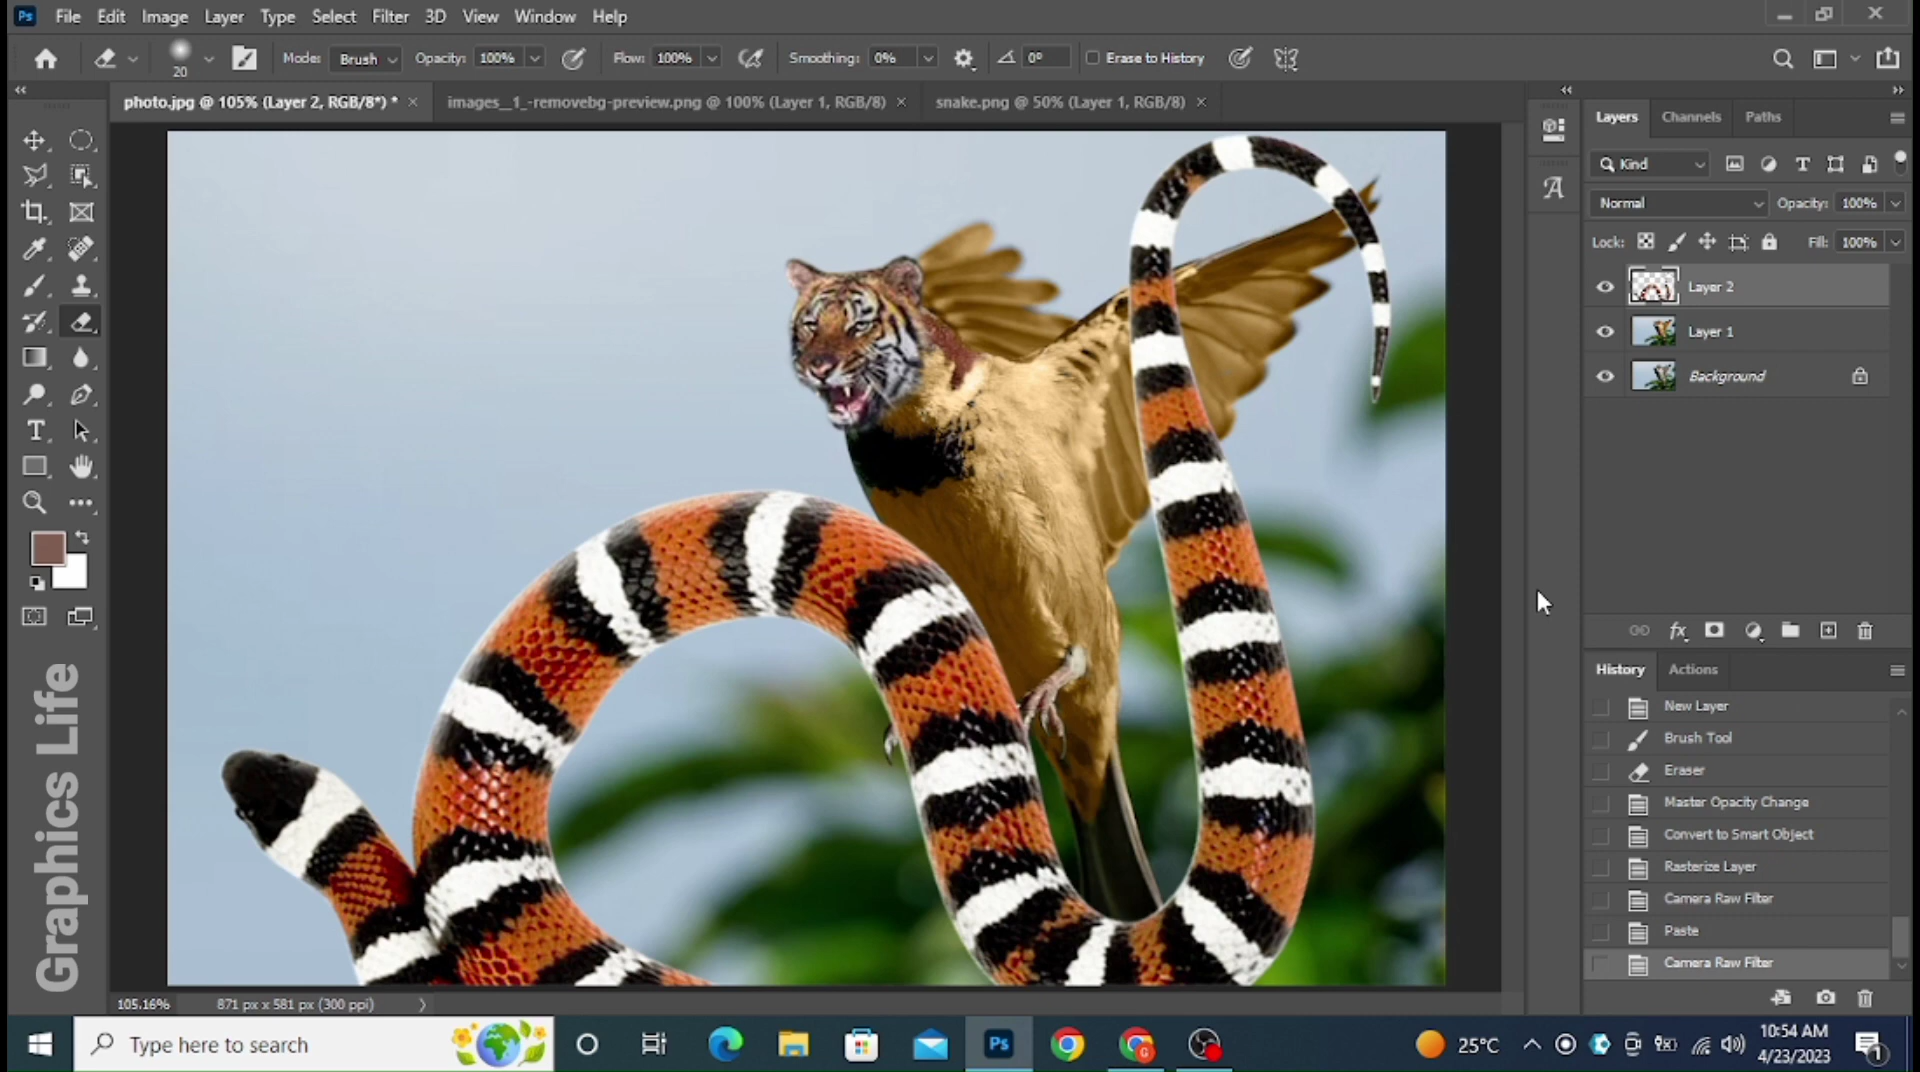 Ps File Edit Image Layer Type Select Filter 3D View Window Help
20 Mode: Brush Opacity: 100% Flow: 100% Smoothing: 0% 0° Erase to History
photo.jpg @ 105% (Layer 2, RGB/8*) * images__1_-removebg-preview.png @ 100% (Layer 1, RGB/8) snake.png @ 50% (Layer 1, RGB/8)
Layers Channels Paths
Kind
Normal Opacity: 100%
Lock: Fill: 100%
Layer 2
Layer 1
Background
History Actions
New Layer
Brush Tool
Eraser
Master Opacity Change
Convert to Smart Object
Rasterize Layer
Camera Raw Filter
Paste
Camera Raw Filter
Graphics Life
105.16% 871 px x 581 px (300 ppi)
Type here to search
Ps
G
25°C
10:54 AM
4/23/2023
1